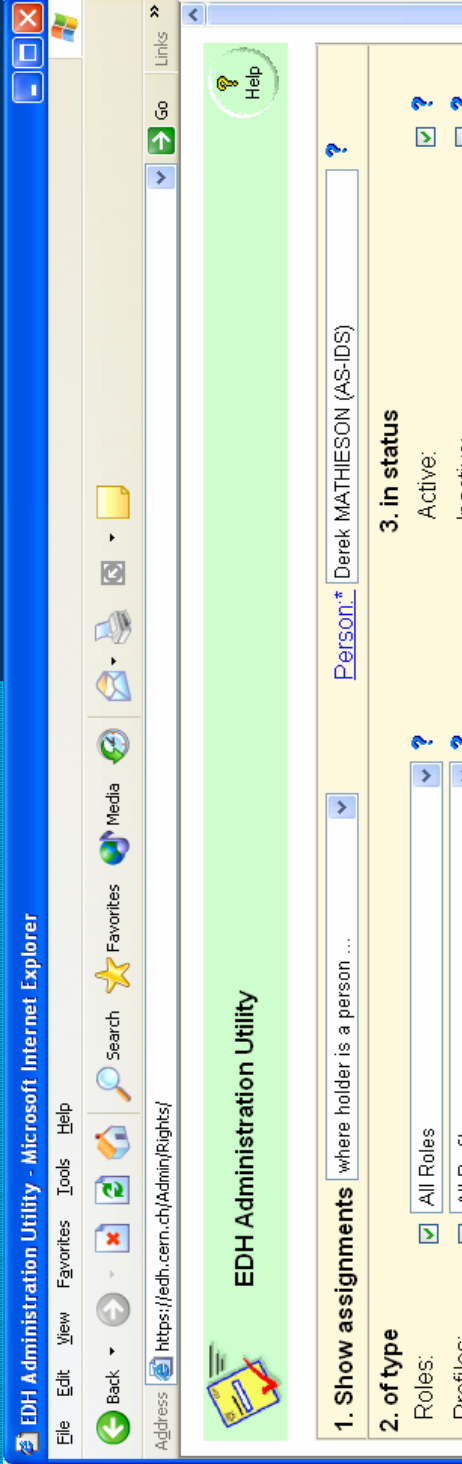 EDH Administration Utility - Microsoft Internet Explorer
File Edit View Favorites Tools Help
Back Search Favorites Media
Address https://edh.cern.ch/Admin/Rights/ Go Links »
EDH Administration Utility Help
1. Show assignments where holder is a person ... Person:* Derek MATHIESON (AS-IDS) ?
2. of type 3. in status
Roles: All Roles ? Active: ?